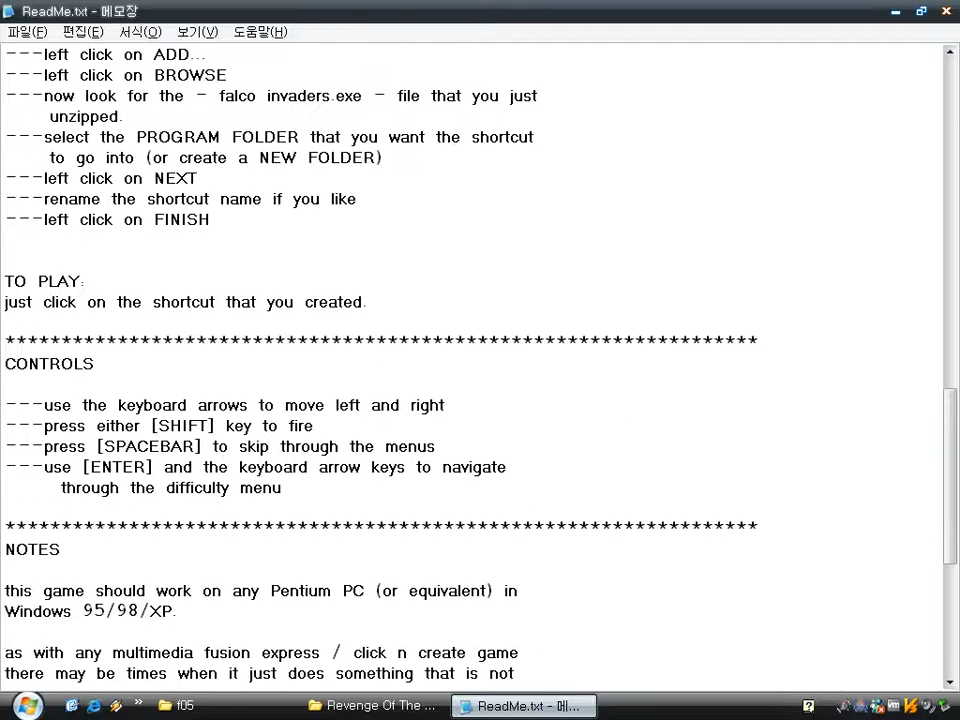 ReadMe.txt - 메모장
파일(F) 편집(E) 서식(O) 보기(V) 도움말(H)
---left click on ADD...
---left click on BROWSE
---now look for the - falco invaders.exe - file that you just
unzipped.
---select the PROGRAM FOLDER that you want the shortcut
to go into (or create a NEW FOLDER)
---left click on NEXT
---rename the shortcut name if you like
---left click on FINISH
TO PLAY:
just click on the shortcut that you created.
********************************************************************************
CONTROLS
---use the keyboard arrows to move left and right
---press either [SHIFT] key to fire
---press [SPACEBAR] to skip through the menus
---use [ENTER] and the keyboard arrow keys to navigate
through the difficulty menu
********************************************************************************
NOTES
this game should work on any Pentium PC (or equivalent) in
Windows 95/98/XP.
as with any multimedia fusion express / click n create game
there may be times when it just does something that is not
f05 Revenge Of The ... ReadMe.txt - 메...